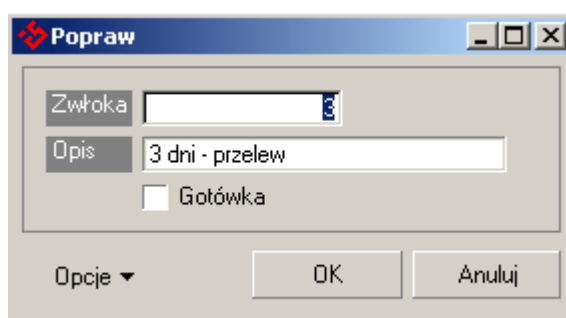 Popraw
Zwłoka 3
Opis 3 dni - przelew
Gotówka
Opcje OK Anuluj